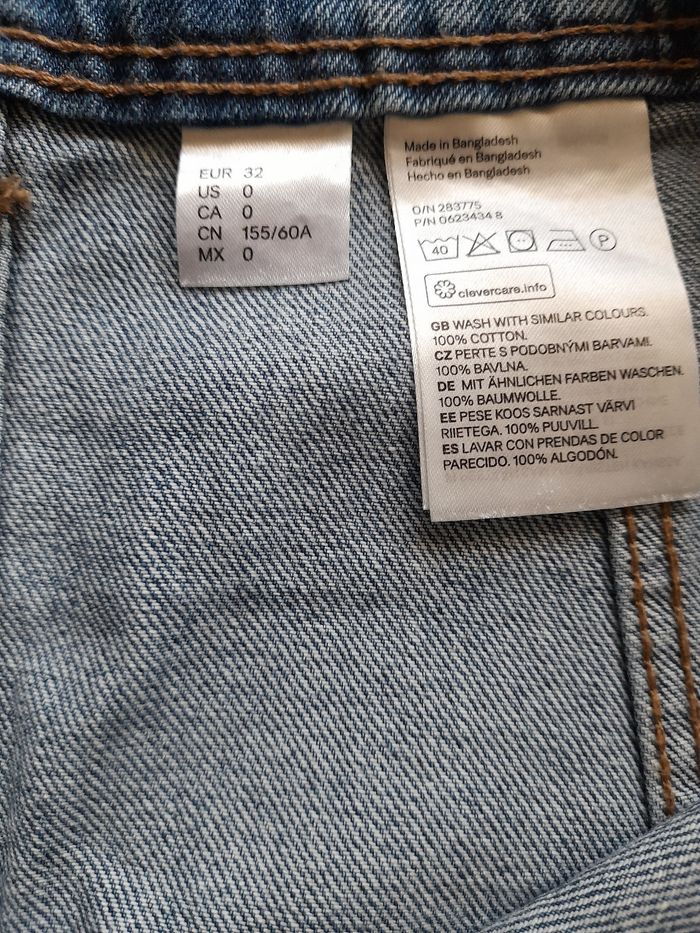 EUR 32
US 0
CA 0
CN 155/60A
MX 0
Made in Bangladesh
Fabriqué en Bangladesh
Hecho en Bangladesh
O/N 283775
P/N 0623434 8
40 P
clevercare.info
GB WASH WITH SIMILAR COLOURS.
100% COTTON.
CZ PERTE S PODOBNÝMI BARVAMI.
100% BAVLNA.
DE MIT ÄHNLICHEN FARBEN WASCHEN.
100% BAUMWOLLE.
EE PESE KOOS SARNAST VÄRVI
RIIETEGA. 100% PUUVILL.
ES LAVAR CON PRENDAS DE COLOR
PARECIDO. 100% ALGODÓN.